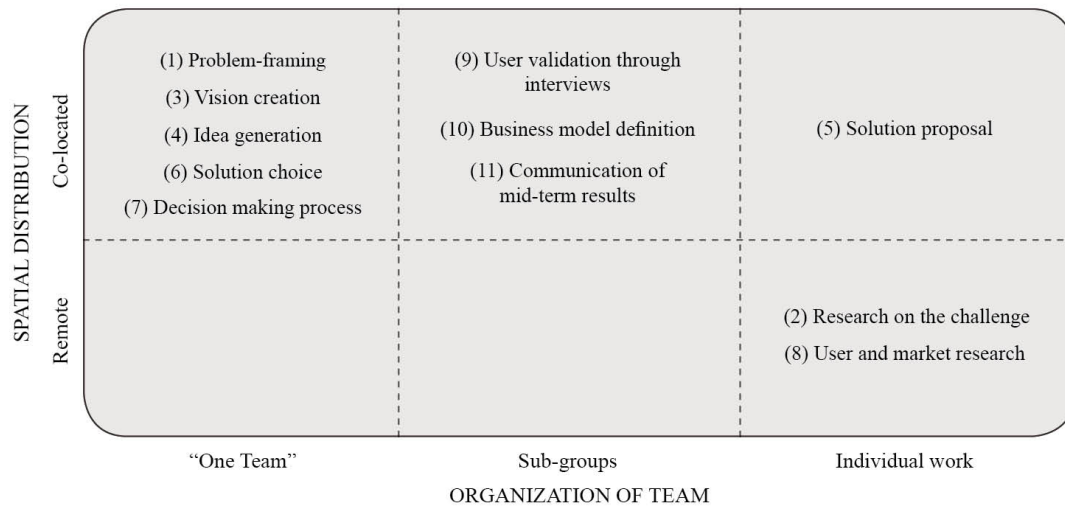 SPATIAL DISTRIBUTION
Co-located
(1) Problem-framing
(3) Vision creation
(4) Idea generation
(6) Solution choice
(7) Decision making process
(9) User validation through
interviews
(10) Business model definition
(11) Communication of
mid-term results
(5) Solution proposal
Remote
(2) Research on the challenge
(8) User and market research
“One Team”
Sub-groups
Individual work
ORGANIZATION OF TEAM